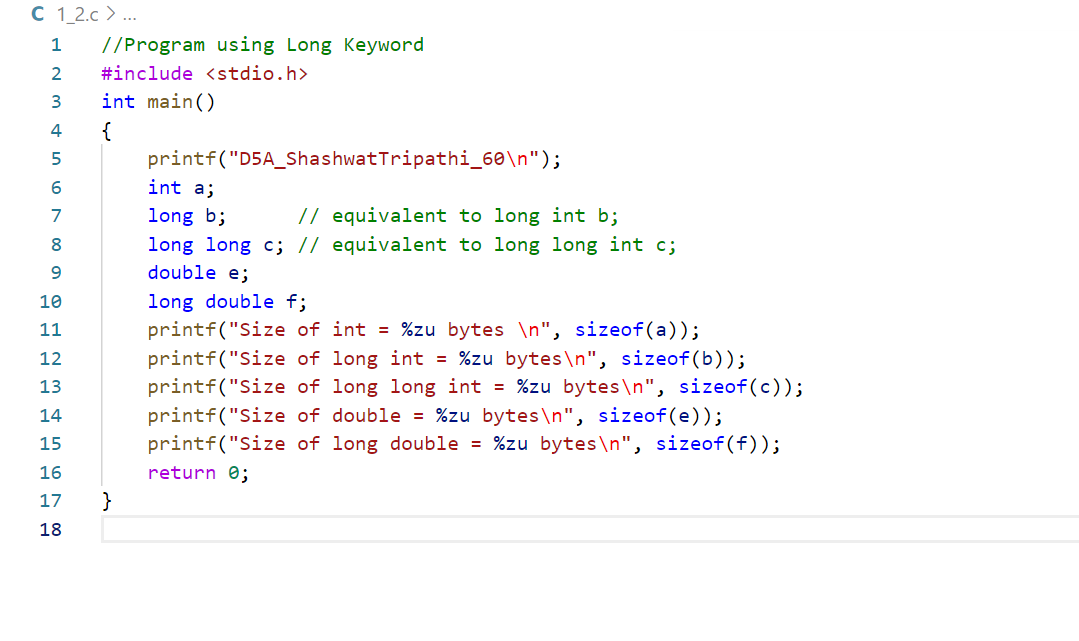 C 1_2.c > ...
1 //Program using Long Keyword
2 #include <stdio.h>
3 int main()
4 {
5     printf("D5A_ShashwatTripathi_60\n");
6     int a;
7     long b;      // equivalent to long int b;
8     long long c; // equivalent to long long int c;
9     double e;
10     long double f;
11     printf("Size of int = %zu bytes \n", sizeof(a));
12     printf("Size of long int = %zu bytes\n", sizeof(b));
13     printf("Size of long long int = %zu bytes\n", sizeof(c));
14     printf("Size of double = %zu bytes\n", sizeof(e));
15     printf("Size of long double = %zu bytes\n", sizeof(f));
16     return 0;
17 }
18